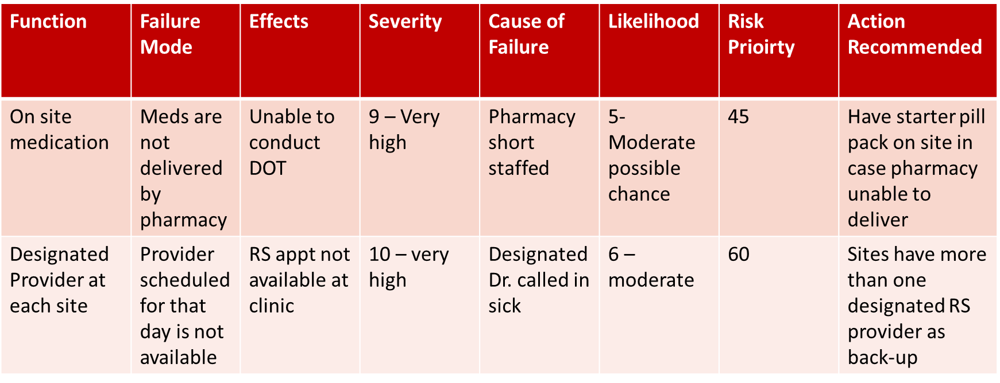 Function
Failure
Mode
Effects
Severity
Cause of
Failure
Likelihood
Risk
Prioirty
Action
Recommended
On site
medication
Meds are
not
delivered
by
pharmacy
Unable to
conduct
DOT
9 – Very
high
Pharmacy
short
staffed
5-
Moderate
possible
chance
45
Have starter pill
pack on site in
case pharmacy
unable to
deliver
Designated
Provider at
each site
Provider
scheduled
for that
day is not
available
RS appt not
available at
clinic
10 – very
high
Designated
Dr. called in
sick
6 –
moderate
60
Sites have more
than one
designated RS
provider as
back-up